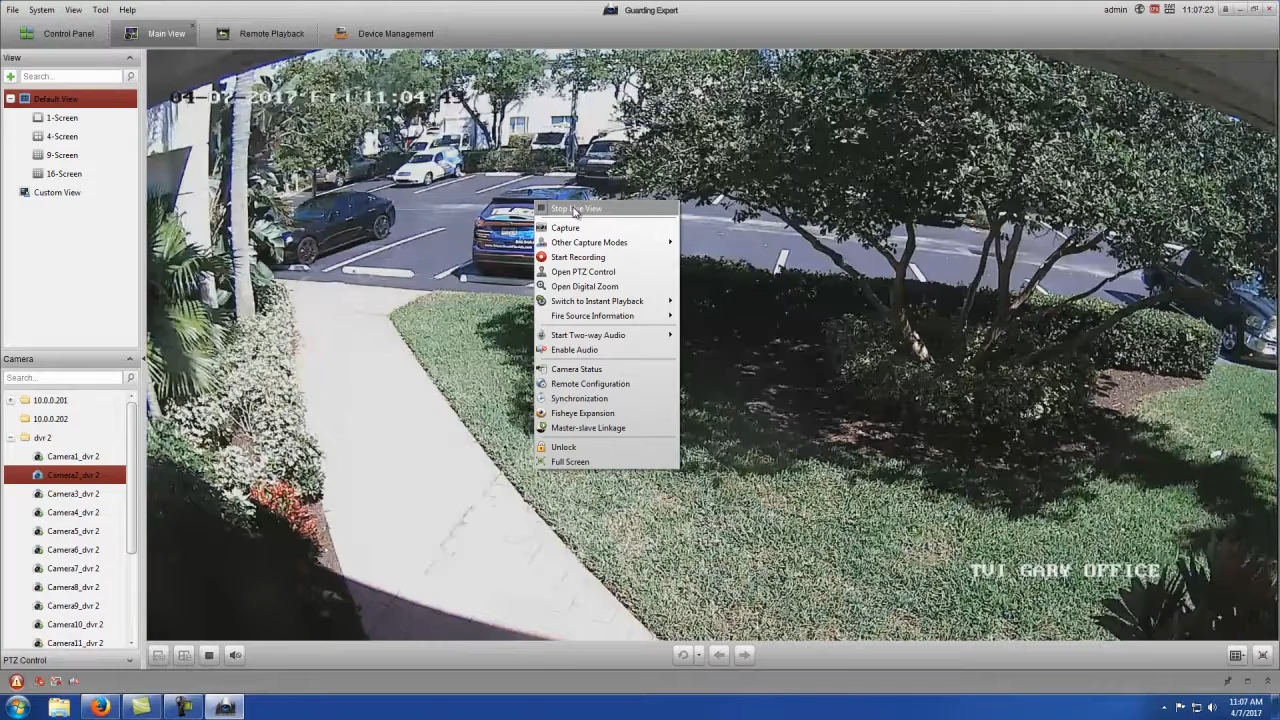 File System View Tool Help
Guarding Expert
admin 11:07:23
Control Panel
Main View
Remote Playback
Device Management
View
Search...
Default View
1-Screen
4-Screen
9-Screen
16-Screen
Custom View
Camera
Search...
10.0.0.201
10.0.0.202
dvr 2
Camera1_dvr 2
Camera2_dvr 2
Camera3_dvr 2
Camera4_dvr 2
Camera5_dvr 2
Camera6_dvr 2
Camera7_dvr 2
Camera8_dvr 2
Camera9_dvr 2
Camera10_dvr 2
Camera11_dvr 2
PTZ Control
04-07-2017 Fri 11:04:
Stop Live View
Capture
Other Capture Modes
Start Recording
Open PTZ Control
Open Digital Zoom
Switch to Instant Playback
Fire Source Information
Start Two-way Audio
Enable Audio
Camera Status
Remote Configuration
Synchronization
Fisheye Expansion
Master-slave Linkage
Unlock
Full Screen
TVI GARY OFFICE
11:07 AM
4/7/2017